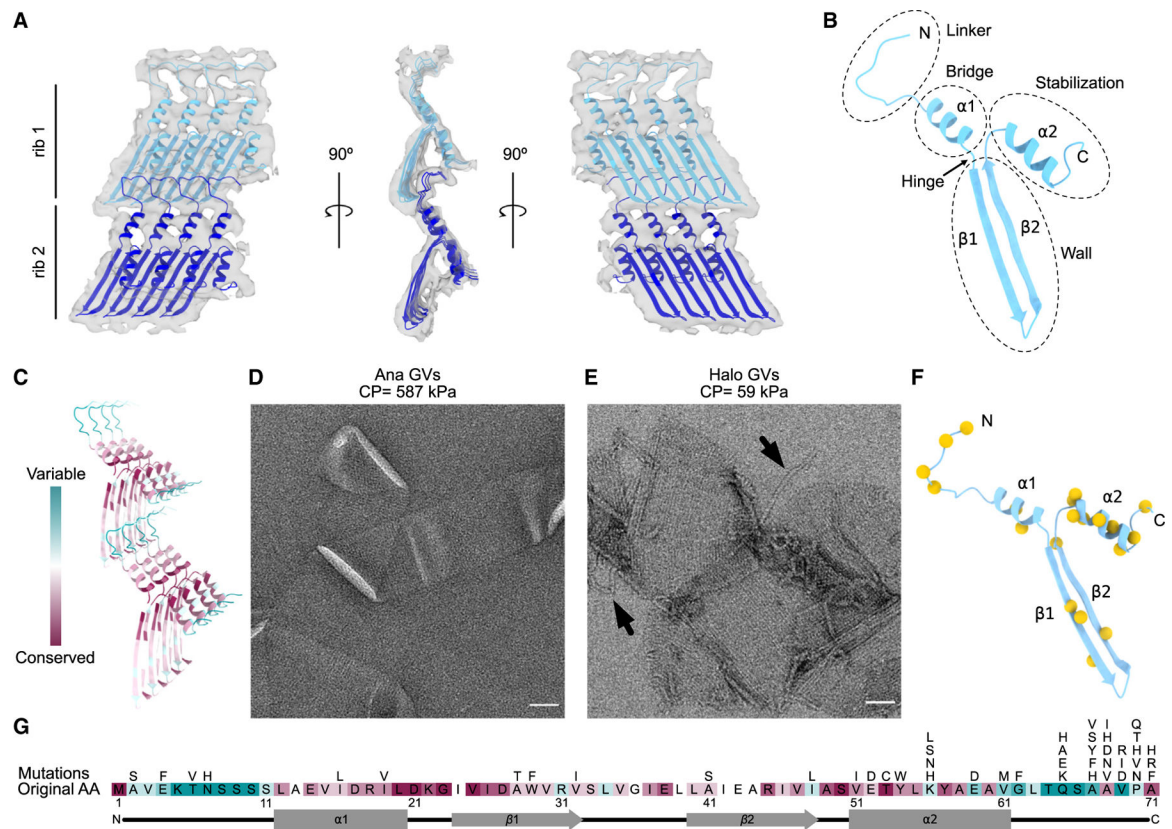 A
rib 1
rib 2
90º
90º
B
N
Linker
Bridge
Stabilization
α1
α2
C
Hinge
β1
β2
Wall
C
Variable
Conserved
D
Ana GVs
CP= 587 kPa
E
Halo GVs
CP= 59 kPa
F
N
α1
α2
C
β1
β2
G
Mutations
S F V H L V T F I S L I D C W H D M F
Original AA
M A V E K T N S S S S L A E V I D R I L D K G I V I D A W V R V S L V G I E L L A I E A R I V I A S V E T Y L K Y A E A V G L T Q S A A V P A
1 11 21 31 41 51 61 71
N α1 β1 β2 α2 C